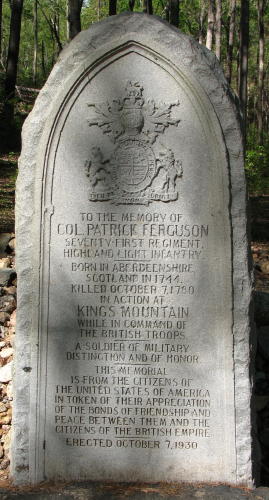 TO THE MEMORY OF
COL. PATRICK FERGUSON
SEVENTY-FIRST REGIMENT,
HIGHLAND LIGHT INFANTRY.
BORN IN ABERDEENSHIRE
SCOTLAND IN 1744.
KILLED OCTOBER 7, 1780
IN ACTION AT
KINGS MOUNTAIN
WHILE IN COMMAND OF
THE BRITISH TROOPS.
A SOLDIER OF MILITARY
DISTINCTION AND OF HONOR.
THIS MEMORIAL
IS FROM THE CITIZENS OF
THE UNITED STATES OF AMERICA
IN TOKEN OF THEIR APPRECIATION
OF THE BONDS OF FRIENDSHIP AND
PEACE BETWEEN THEM AND THE
CITIZENS OF THE BRITISH EMPIRE.
ERECTED OCTOBER 7, 1930